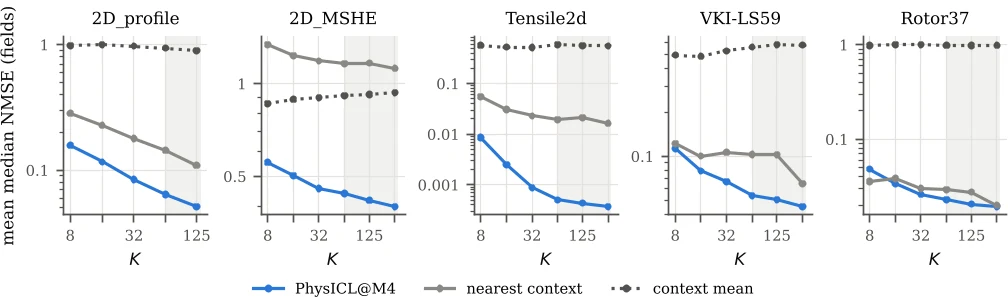 mean median NMSE (fields)
2D_profile
1
0.1
8
32
125
K
2D_MSHE
1
0.5
8
32
125
K
Tensile2d
0.1
0.01
0.001
8
32
125
K
VKI-LS59
0.1
8
32
125
K
Rotor37
1
0.1
8
32
125
K
PhysICL@M4
nearest context
context mean